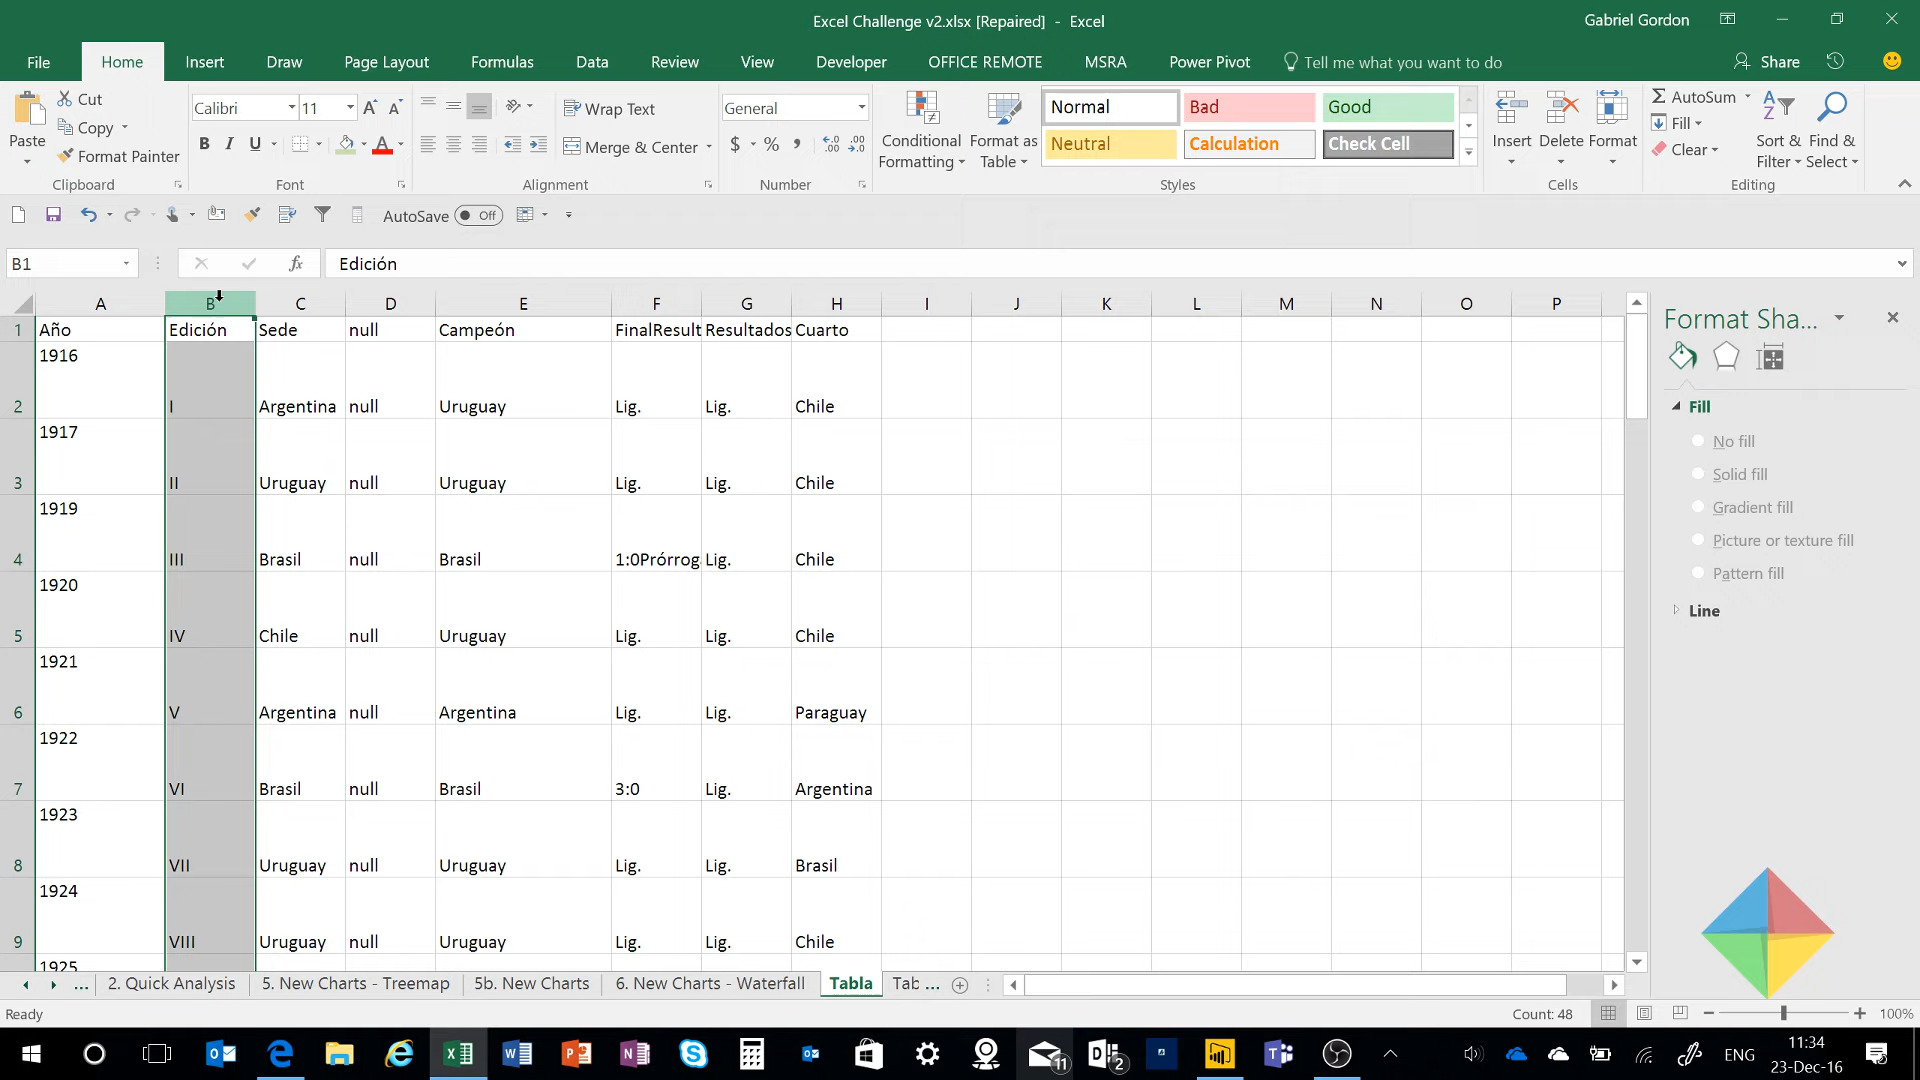 Excel Challenge v2.xlsx [Repaired] - Excel
Gabriel Gordon
File Home Insert Draw Page Layout Formulas Data Review View Developer OFFICE REMOTE MSRA Power Pivot Tell me what you want to do Share
Cut
Copy
Format Painter
Paste
Clipboard
Calibri 11
B I U
Font
Wrap Text
Merge & Center
Alignment
General
$ % ,
Number
Conditional Formatting
Format as Table
Normal Bad Good
Neutral Calculation Check Cell
Styles
Insert Delete Format
Cells
AutoSum
Fill
Clear
Sort & Filter
Find & Select
Editing
AutoSave Off
B1 fx Edición
A B C D E F G H I J K L M N O P
1 Año Edición Sede null Campeón FinalResult Resultados Cuarto
1916
2 I Argentina null Uruguay Lig. Lig. Chile
1917
3 II Uruguay null Uruguay Lig. Lig. Chile
1919
4 III Brasil null Brasil 1:0Prórrog Lig. Chile
1920
5 IV Chile null Uruguay Lig. Lig. Chile
1921
6 V Argentina null Argentina Lig. Lig. Paraguay
1922
7 VI Brasil null Brasil 3:0 Lig. Argentina
1923
8 VII Uruguay null Uruguay Lig. Lig. Brasil
1924
9 VIII Uruguay null Uruguay Lig. Lig. Chile
1925
Format Sha...
Fill
No fill
Solid fill
Gradient fill
Picture or texture fill
Pattern fill
Line
... 2. Quick Analysis 5. New Charts - Treemap 5b. New Charts 6. New Charts - Waterfall Tabla Tab ...
Ready
Count: 48
100%
11
2
ENG
11:34
23-Dec-16